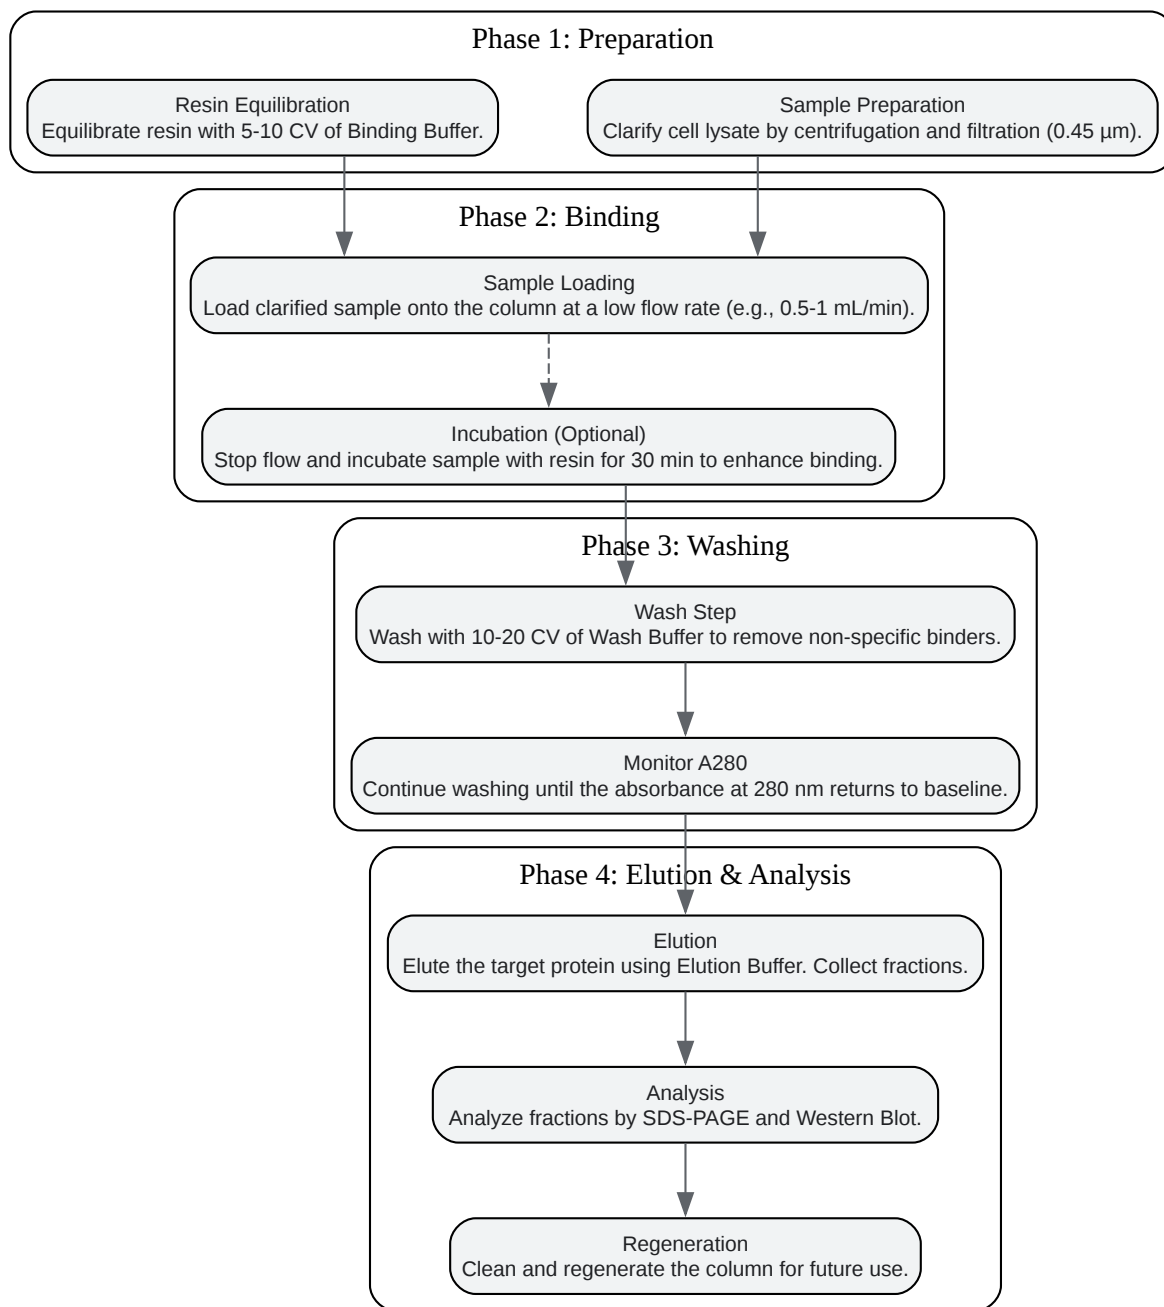 Phase 1: Preparation
Resin Equilibration
Equilibrate resin with 5-10 CV of Binding Buffer.
Sample Preparation
Clarify cell lysate by centrifugation and filtration (0.45 µm).
Phase 2: Binding
Sample Loading
Load clarified sample onto the column at a low flow rate (e.g., 0.5-1 mL/min).
Incubation (Optional)
Stop flow and incubate sample with resin for 30 min to enhance binding.
Phase 3: Washing
Wash Step
Wash with 10-20 CV of Wash Buffer to remove non-specific binders.
Monitor A280
Continue washing until the absorbance at 280 nm returns to baseline.
Phase 4: Elution & Analysis
Elution
Elute the target protein using Elution Buffer. Collect fractions.
Analysis
Analyze fractions by SDS-PAGE and Western Blot.
Regeneration
Clean and regenerate the column for future use.